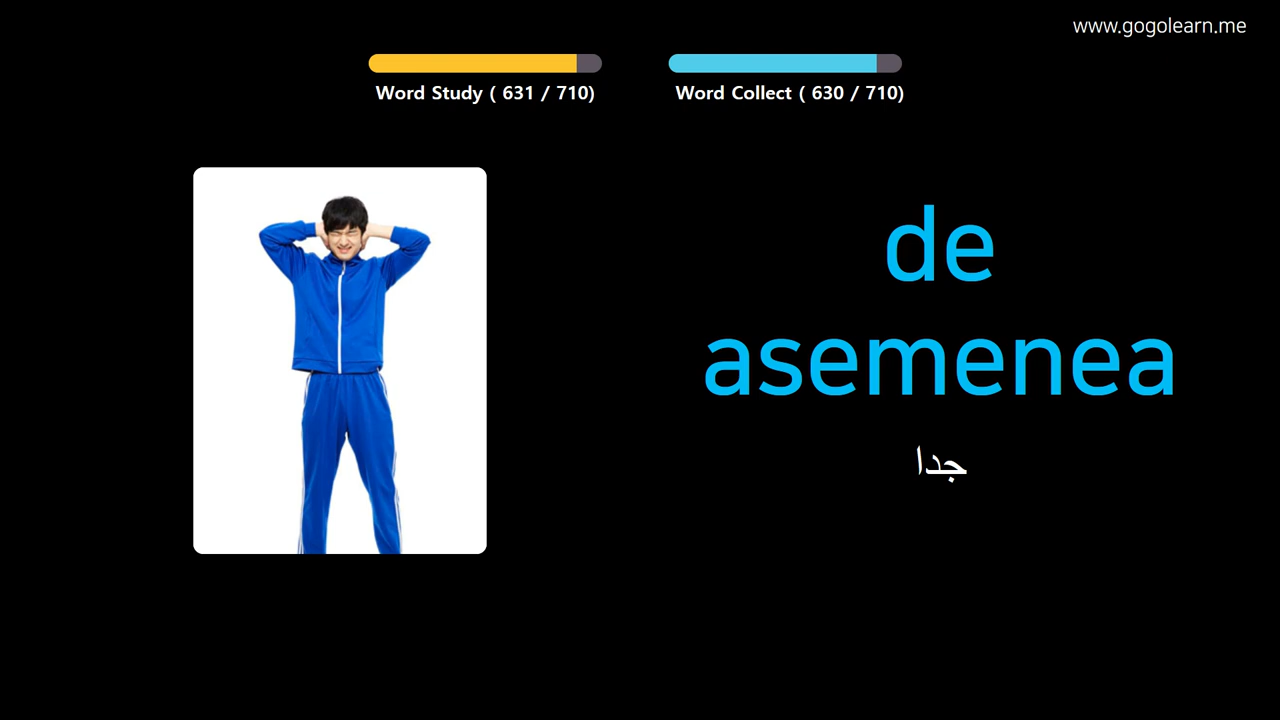 www.gogolearn.me
Word Study ( 631 / 710)
Word Collect ( 630 / 710)
de
asemenea
جدا